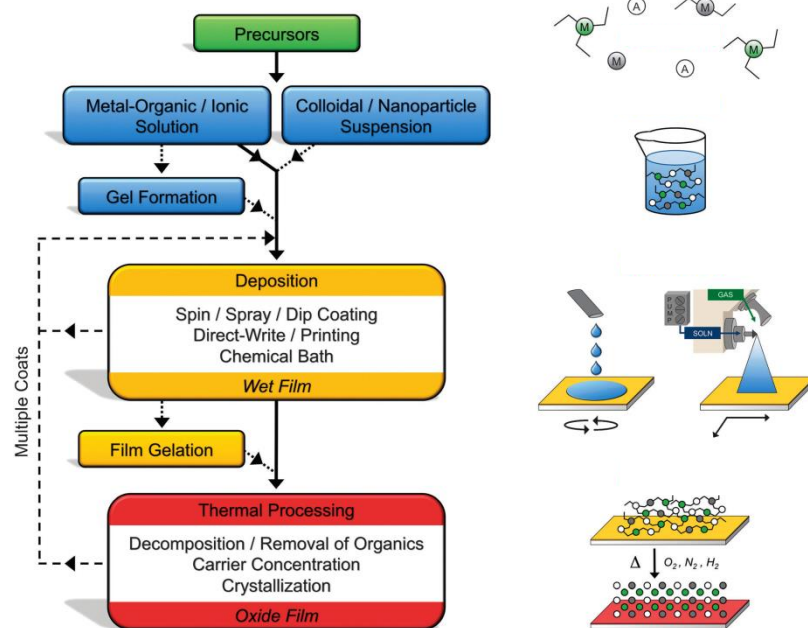 Precursors
Metal-Organic / Ionic
Solution
Colloidal / Nanoparticle
Suspension
Gel Formation
Deposition
Spin / Spray / Dip Coating
Direct-Write / Printing
Chemical Bath
Wet Film
Film Gelation
Multiple Coats
Thermal Processing
Decomposition / Removal of Organics
Carrier Concentration
Crystallization
Oxide Film
M
A
M
M
M
A
PUMP
GAS
SOLN
Δ O₂, N₂, H₂